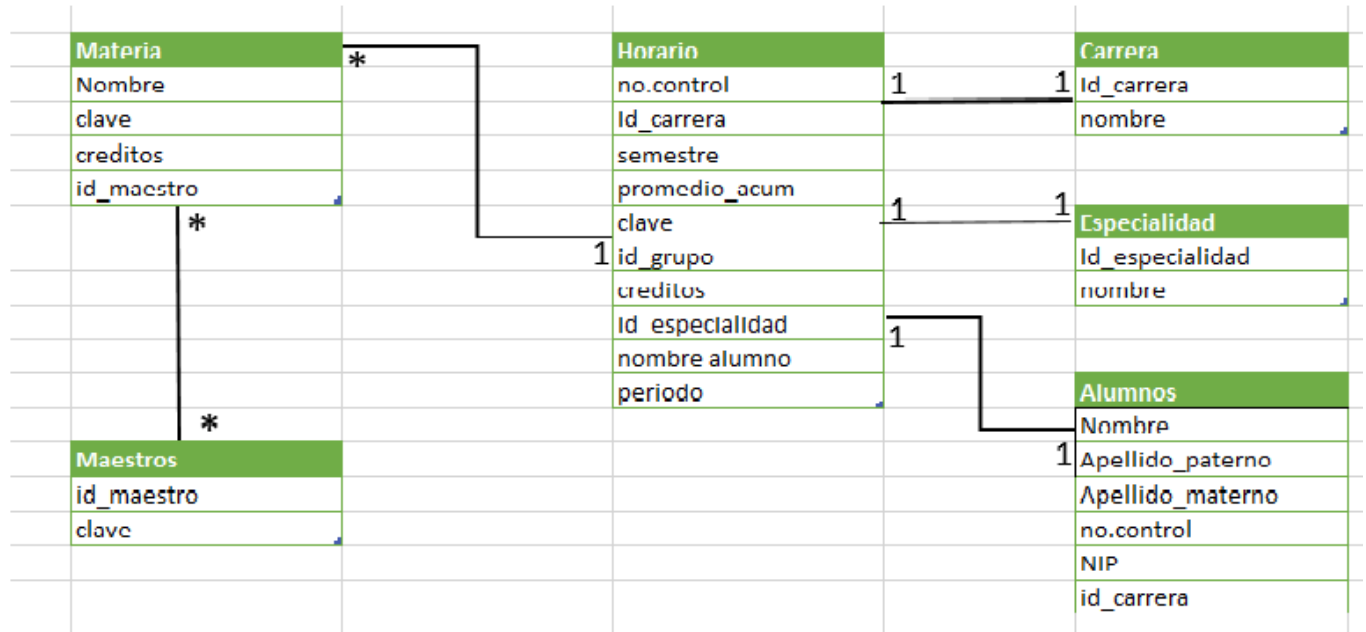 Materia
Nombre
clave
creditos
id_maestro
*
*
*
Maestros
id_maestro
clave
Horario
no.control
Id_carrera
semestre
promedio_acum
clave
id_grupo
creditos
Id_especialidad
nombre alumno
periodo
1
1
1
1
1
1
1
Carrera
Id_carrera
nombre
Especialidad
Id_especialidad
nombre
Alumnos
Nombre
Apellido_paterno
Apellido_materno
no.control
NIP
id_carrera